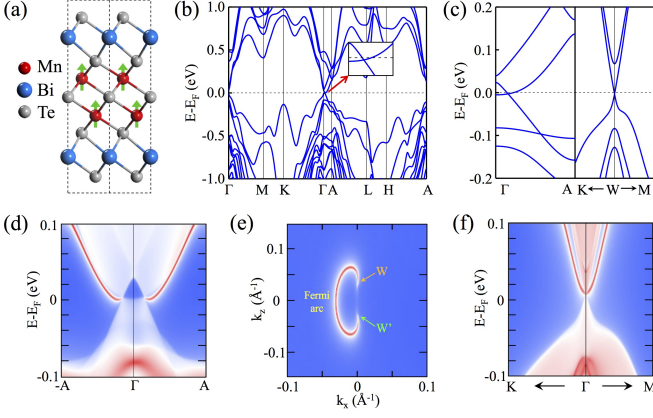 (a)
Mn
Bi
Te
(b)
E-E_F (eV)
1.0
0.5
0.0
-0.5
-1.0
Γ M K Γ A L H A
(c)
E-E_F (eV)
0.2
0.1
0.0
-0.1
-0.2
Γ A K ← W → M
(d)
E-E_F (eV)
0.1
0
-0.1
-A Γ A
(e)
k_z (Å⁻¹)
0.1
0
-0.1
Fermi
arc
W
W'
-0.1 0 0.1
k_x (Å⁻¹)
(f)
E-E_F (eV)
0.1
0
-0.1
K ← Γ → M